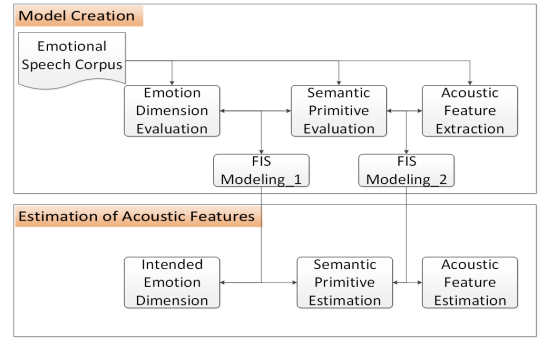 Model Creation
Emotional
Speech Corpus
Emotion
Dimension
Evaluation
Semantic
Primitive
Evaluation
Acoustic
Feature
Extraction
FIS
Modeling_1
FIS
Modeling_2
Estimation of Acoustic Features
Intended
Emotion
Dimension
Semantic
Primitive
Estimation
Acoustic
Feature
Estimation